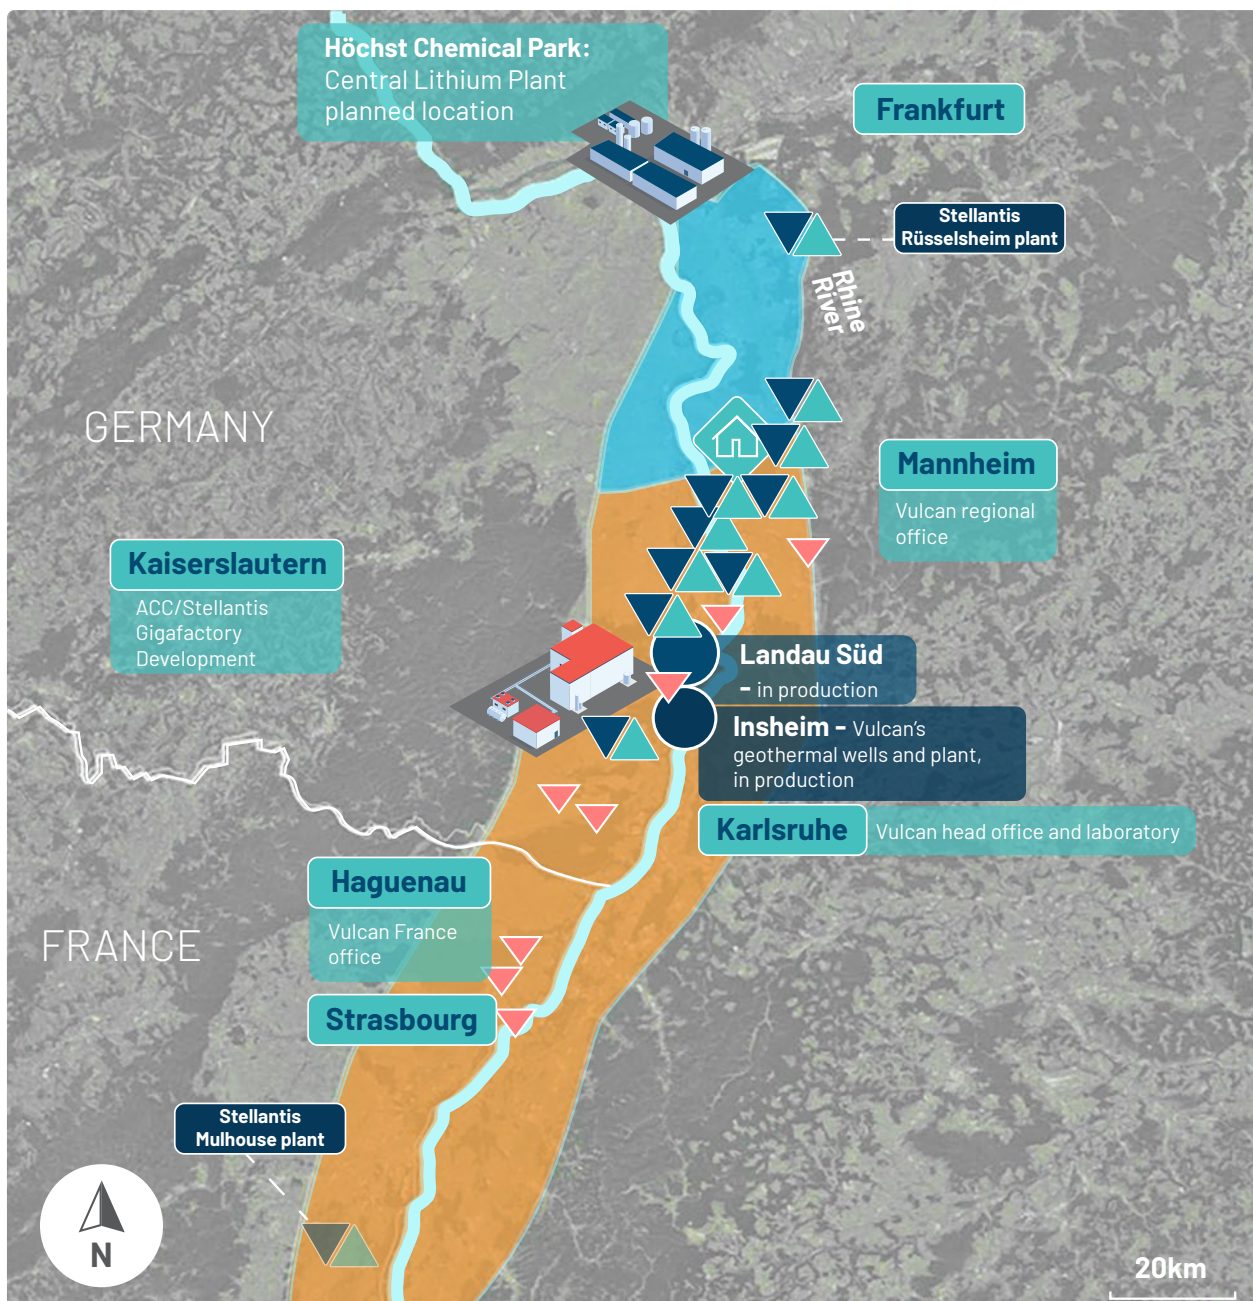 Höchst Chemical Park:
Central Lithium Plant
planned location
Frankfurt
Stellantis
Rüsselsheim plant
Rhine
River
GERMANY
Mannheim
Vulcan regional
office
Kaiserslautern
ACC/Stellantis
Gigafactory
Development
Landau Süd
- in production
Insheim - Vulcan's
geothermal wells and plant,
in production
Karlsruhe Vulcan head office and laboratory
Haguenau
Vulcan France
office
FRANCE
Strasbourg
Stellantis
Mulhouse plant
N
20km